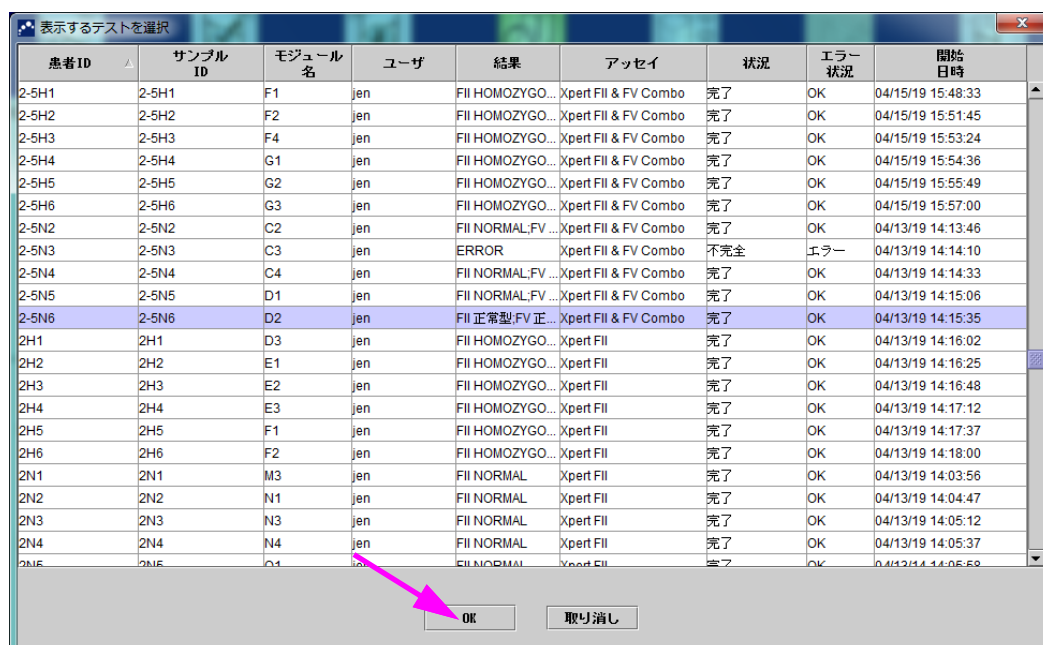 表示するテストを選択
患者ID サンプルID モジュール名 ユーザ 結果 アッセイ 状況 エラー状況 開始日時
2-5H1 2-5H1 F1 jen FII HOMOZYGO... Xpert FII & FV Combo 完了 OK 04/15/19 15:48:33
2-5H2 2-5H2 F2 jen FII HOMOZYGO... Xpert FII & FV Combo 完了 OK 04/15/19 15:51:45
2-5H3 2-5H3 F4 jen FII HOMOZYGO... Xpert FII & FV Combo 完了 OK 04/15/19 15:53:24
2-5H4 2-5H4 G1 jen FII HOMOZYGO... Xpert FII & FV Combo 完了 OK 04/15/19 15:54:36
2-5H5 2-5H5 G2 jen FII HOMOZYGO... Xpert FII & FV Combo 完了 OK 04/15/19 15:55:49
2-5H6 2-5H6 G3 jen FII HOMOZYGO... Xpert FII & FV Combo 完了 OK 04/15/19 15:57:00
2-5N2 2-5N2 C2 jen FII NORMAL;FV ... Xpert FII & FV Combo 完了 OK 04/13/19 14:13:46
2-5N3 2-5N3 C3 jen ERROR Xpert FII & FV Combo 不完全 エラー 04/13/19 14:14:10
2-5N4 2-5N4 C4 jen FII NORMAL;FV ... Xpert FII & FV Combo 完了 OK 04/13/19 14:14:33
2-5N5 2-5N5 D1 jen FII NORMAL;FV ... Xpert FII & FV Combo 完了 OK 04/13/19 14:15:06
2-5N6 2-5N6 D2 jen FII 正常型;FV 正... Xpert FII & FV Combo 完了 OK 04/13/19 14:15:35
2H1 2H1 D3 jen FII HOMOZYGO... Xpert FII 完了 OK 04/13/19 14:16:02
2H2 2H2 E1 jen FII HOMOZYGO... Xpert FII 完了 OK 04/13/19 14:16:25
2H3 2H3 E2 jen FII HOMOZYGO... Xpert FII 完了 OK 04/13/19 14:16:48
2H4 2H4 E3 jen FII HOMOZYGO... Xpert FII 完了 OK 04/13/19 14:17:12
2H5 2H5 F1 jen FII HOMOZYGO... Xpert FII 完了 OK 04/13/19 14:17:37
2H6 2H6 F2 jen FII HOMOZYGO... Xpert FII 完了 OK 04/13/19 14:18:00
2N1 2N1 M3 jen FII NORMAL Xpert FII 完了 OK 04/13/19 14:03:56
2N2 2N2 N1 jen FII NORMAL Xpert FII 完了 OK 04/13/19 14:04:47
2N3 2N3 N3 jen FII NORMAL Xpert FII 完了 OK 04/13/19 14:05:12
2N4 2N4 N4 jen FII NORMAL Xpert FII 完了 OK 04/13/19 14:05:37
OK 取り消し